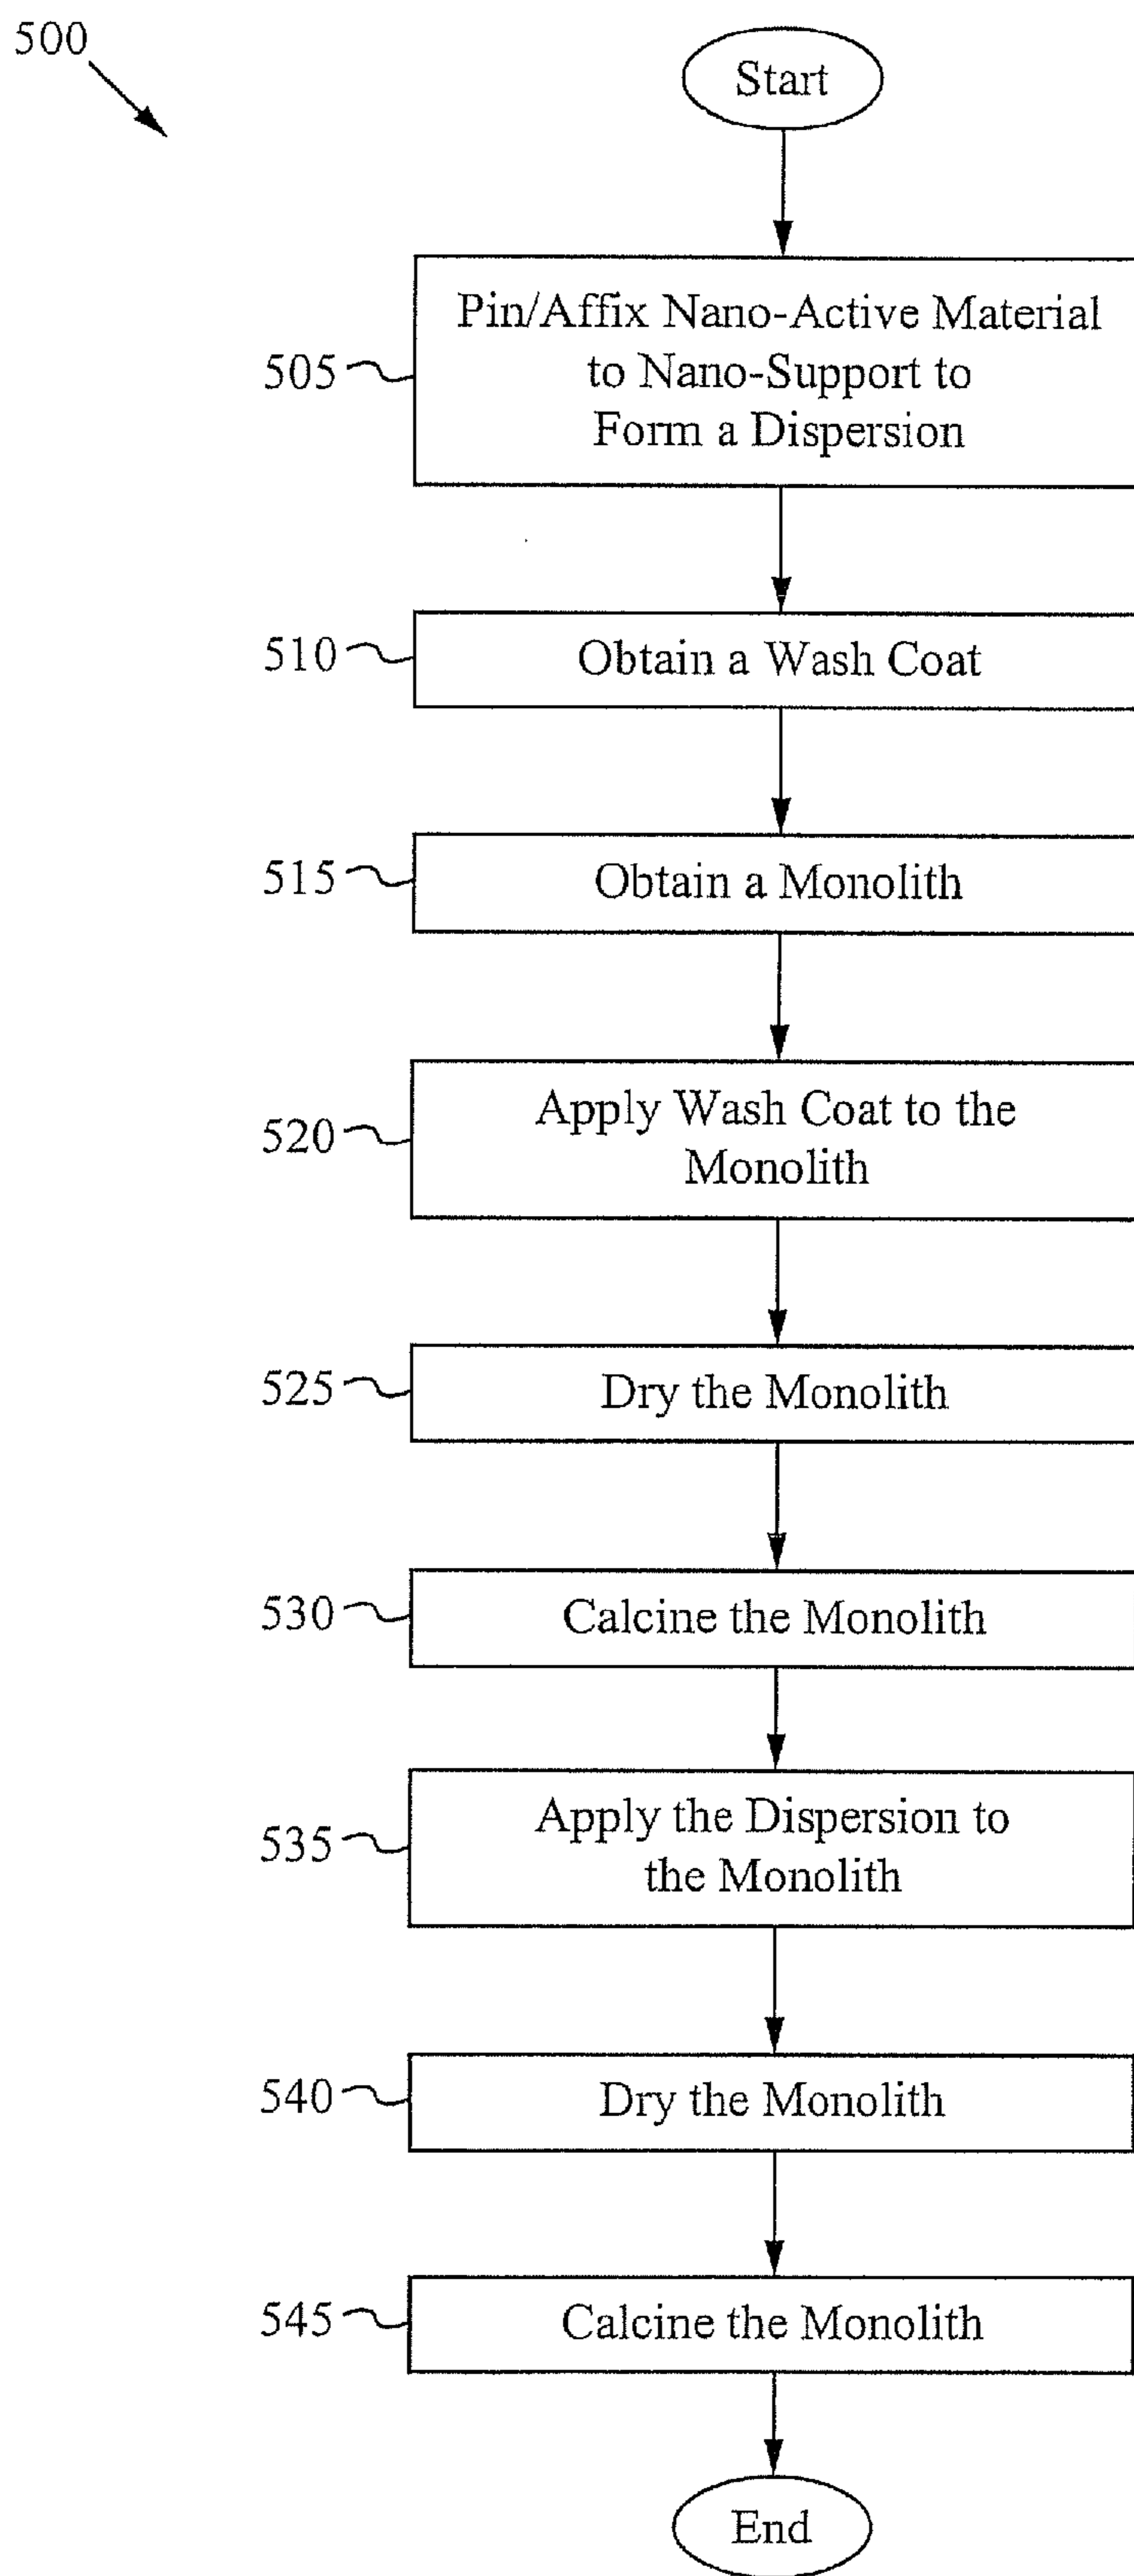 500
Start
505
Pin/Affix Nano-Active Material
to Nano-Support to
Form a Dispersion
510
Obtain a Wash Coat
515
Obtain a Monolith
520
Apply Wash Coat to the
Monolith
525
Dry the Monolith
530
Calcine the Monolith
535
Apply the Dispersion to
the Monolith
540
Dry the Monolith
545
Calcine the Monolith
End